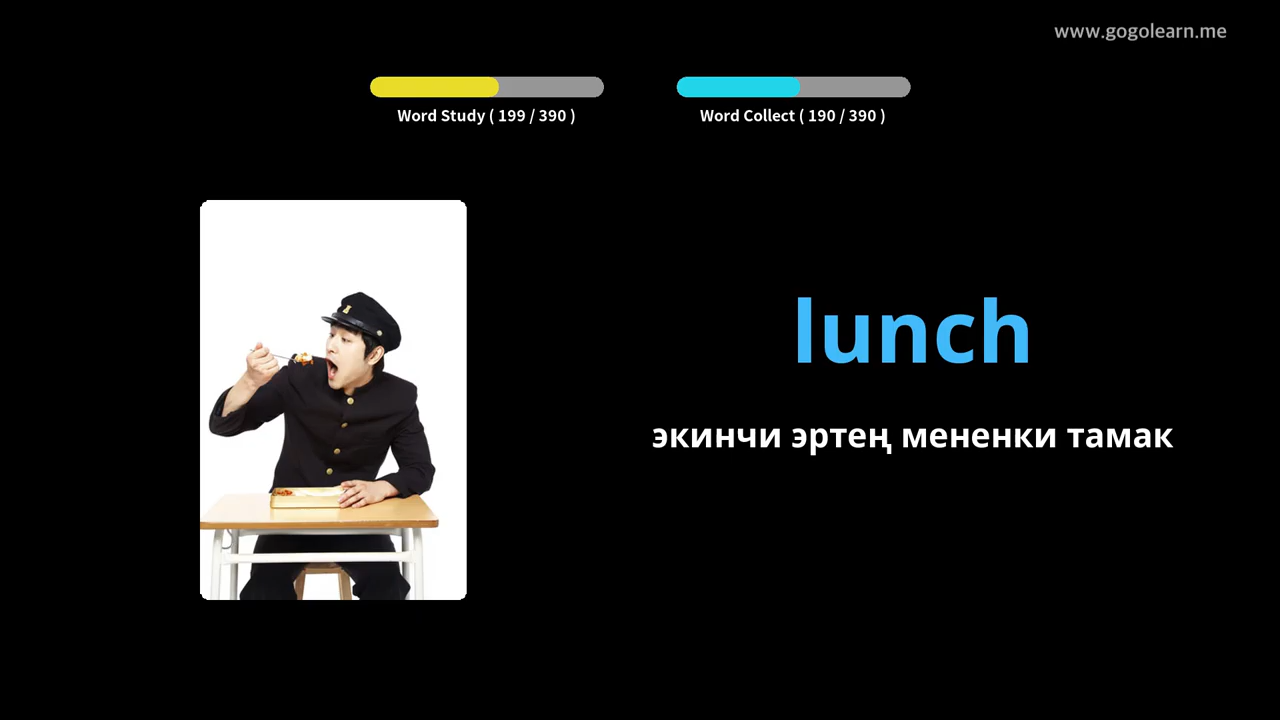 www.gogolearn.me
Word Study ( 199 / 390 )
Word Collect ( 190 / 390 )
lunch
экинчи эртең мененки тамак